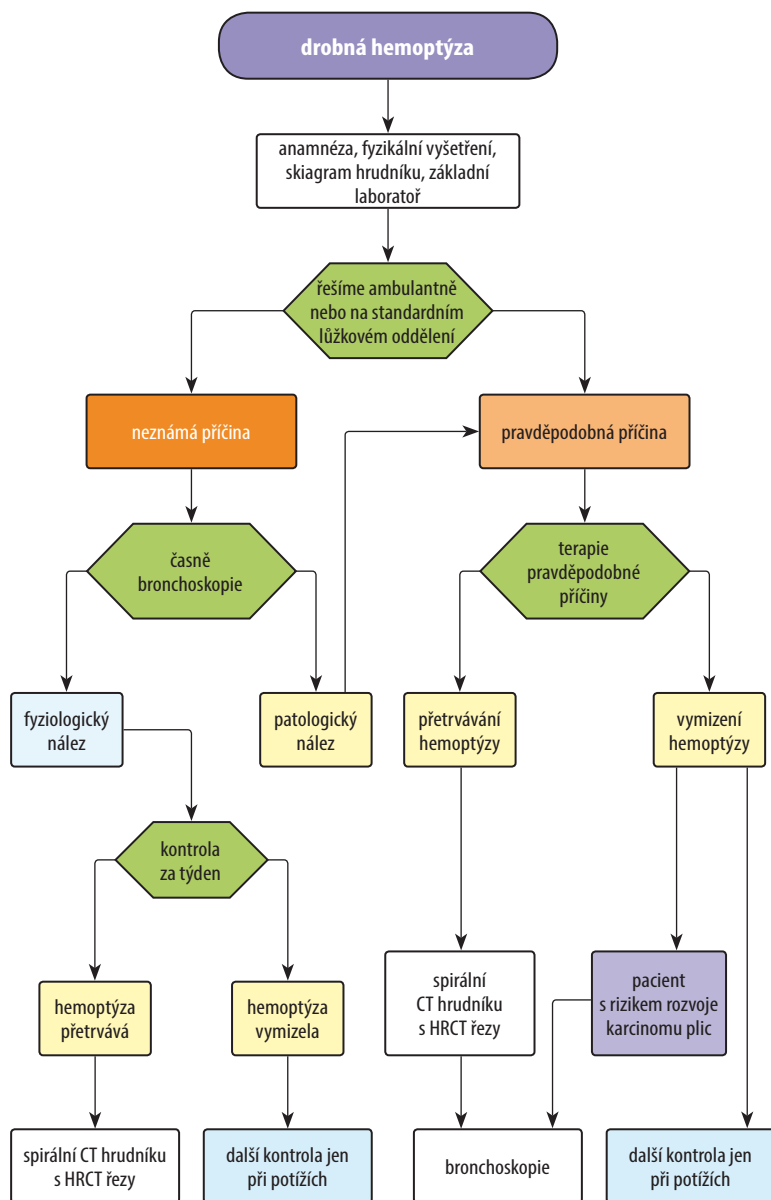 drobná hemoptýza
anamnéza, fyzikální vyšetření,
skiagram hrudníku, základní
laboratoř
řešíme ambulantně
nebo na standardním
lůžkovém oddělení
neznámá příčina
pravděpodobná příčina
časně
bronchoskopie
terapie
pravděpodobné
příčiny
fyziologický
nález
patologický
nález
přetrvávání
hemoptýzy
vymizení
hemoptýzy
kontrola
za týden
hemoptýza
přetrvává
hemoptýza
vymizela
spirální
CT hrudníku
s HRCT řezy
pacient
s rizikem rozvoje
karcinomu plic
spirální CT hrudníku
s HRCT řezy
další kontrola jen
při potížích
bronchoskopie
další kontrola jen
při potížích